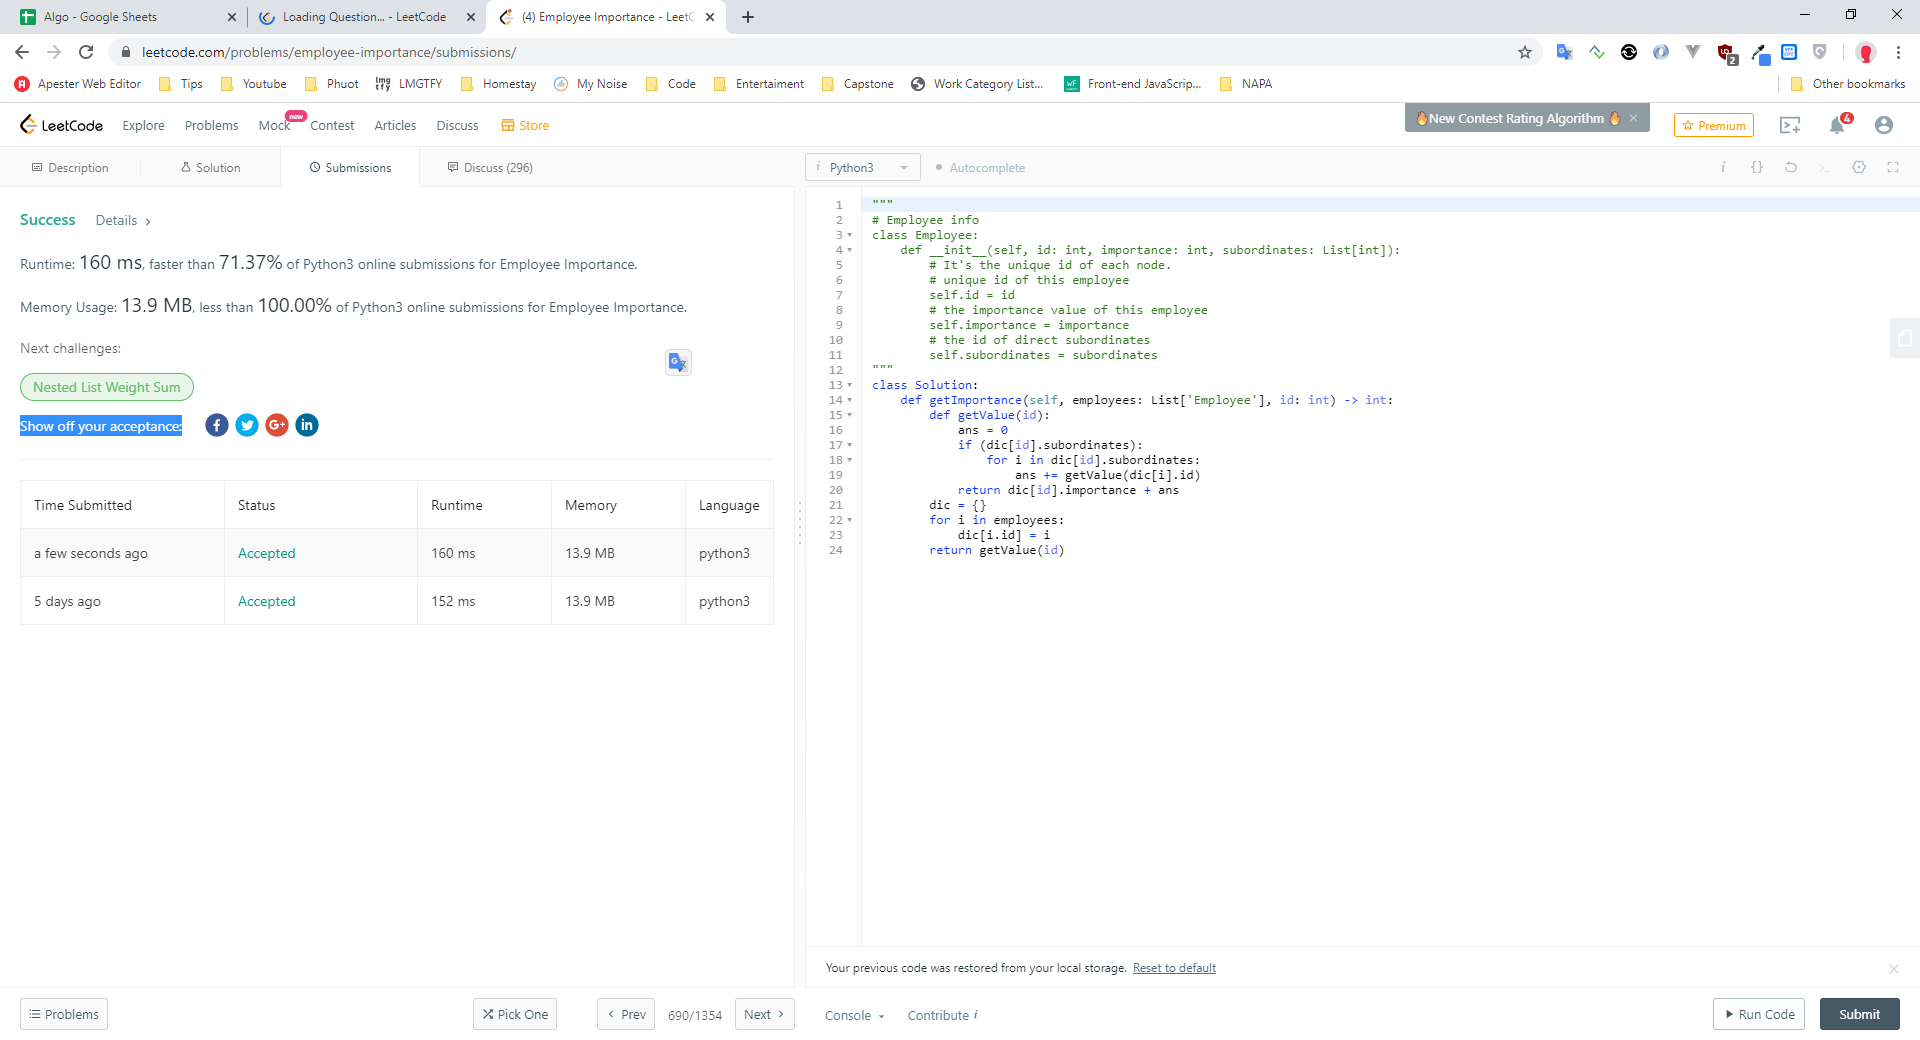 Algo - Google Sheets
Loading Question... - LeetCode
(4) Employee Importance - LeetC
leetcode.com/problems/employee-importance/submissions/
2
Apester Web Editor
Tips
Youtube
Phuot
LMGTFY
Homestay
My Noise
Code
Entertaiment
Capstone
Work Category List...
Front-end JavaScrip...
NAPA
Other bookmarks
LeetCode
Explore
Problems
Mock
new
Contest
Articles
Discuss
Store
🔥New Contest Rating Algorithm 🔥
Premium
4
Description
Solution
Submissions
Discuss (296)
Python3
Autocomplete
Success
Details
Runtime: 160 ms, faster than 71.37% of Python3 online submissions for Employee Importance.
Memory Usage: 13.9 MB, less than 100.00% of Python3 online submissions for Employee Importance.
Next challenges:
Nested List Weight Sum
Show off your acceptance:
Time Submitted Status Runtime Memory Language
a few seconds ago Accepted 160 ms 13.9 MB python3
5 days ago Accepted 152 ms 13.9 MB python3
1 """
2 # Employee info
3 class Employee:
4     def __init__(self, id: int, importance: int, subordinates: List[int]):
5         # It's the unique id of each node.
6         # unique id of this employee
7         self.id = id
8         # the importance value of this employee
9         self.importance = importance
10         # the id of direct subordinates
11         self.subordinates = subordinates
12 """
13 class Solution:
14     def getImportance(self, employees: List['Employee'], id: int) -> int:
15         def getValue(id):
16             ans = 0
17             if (dic[id].subordinates):
18                 for i in dic[id].subordinates:
19                     ans += getValue(dic[i].id)
20             return dic[id].importance + ans
21         dic = {}
22         for i in employees:
23             dic[i.id] = i
24         return getValue(id)
Your previous code was restored from your local storage. Reset to default
Problems
Pick One
Prev
690/1354
Next
Console
Contribute i
Run Code
Submit